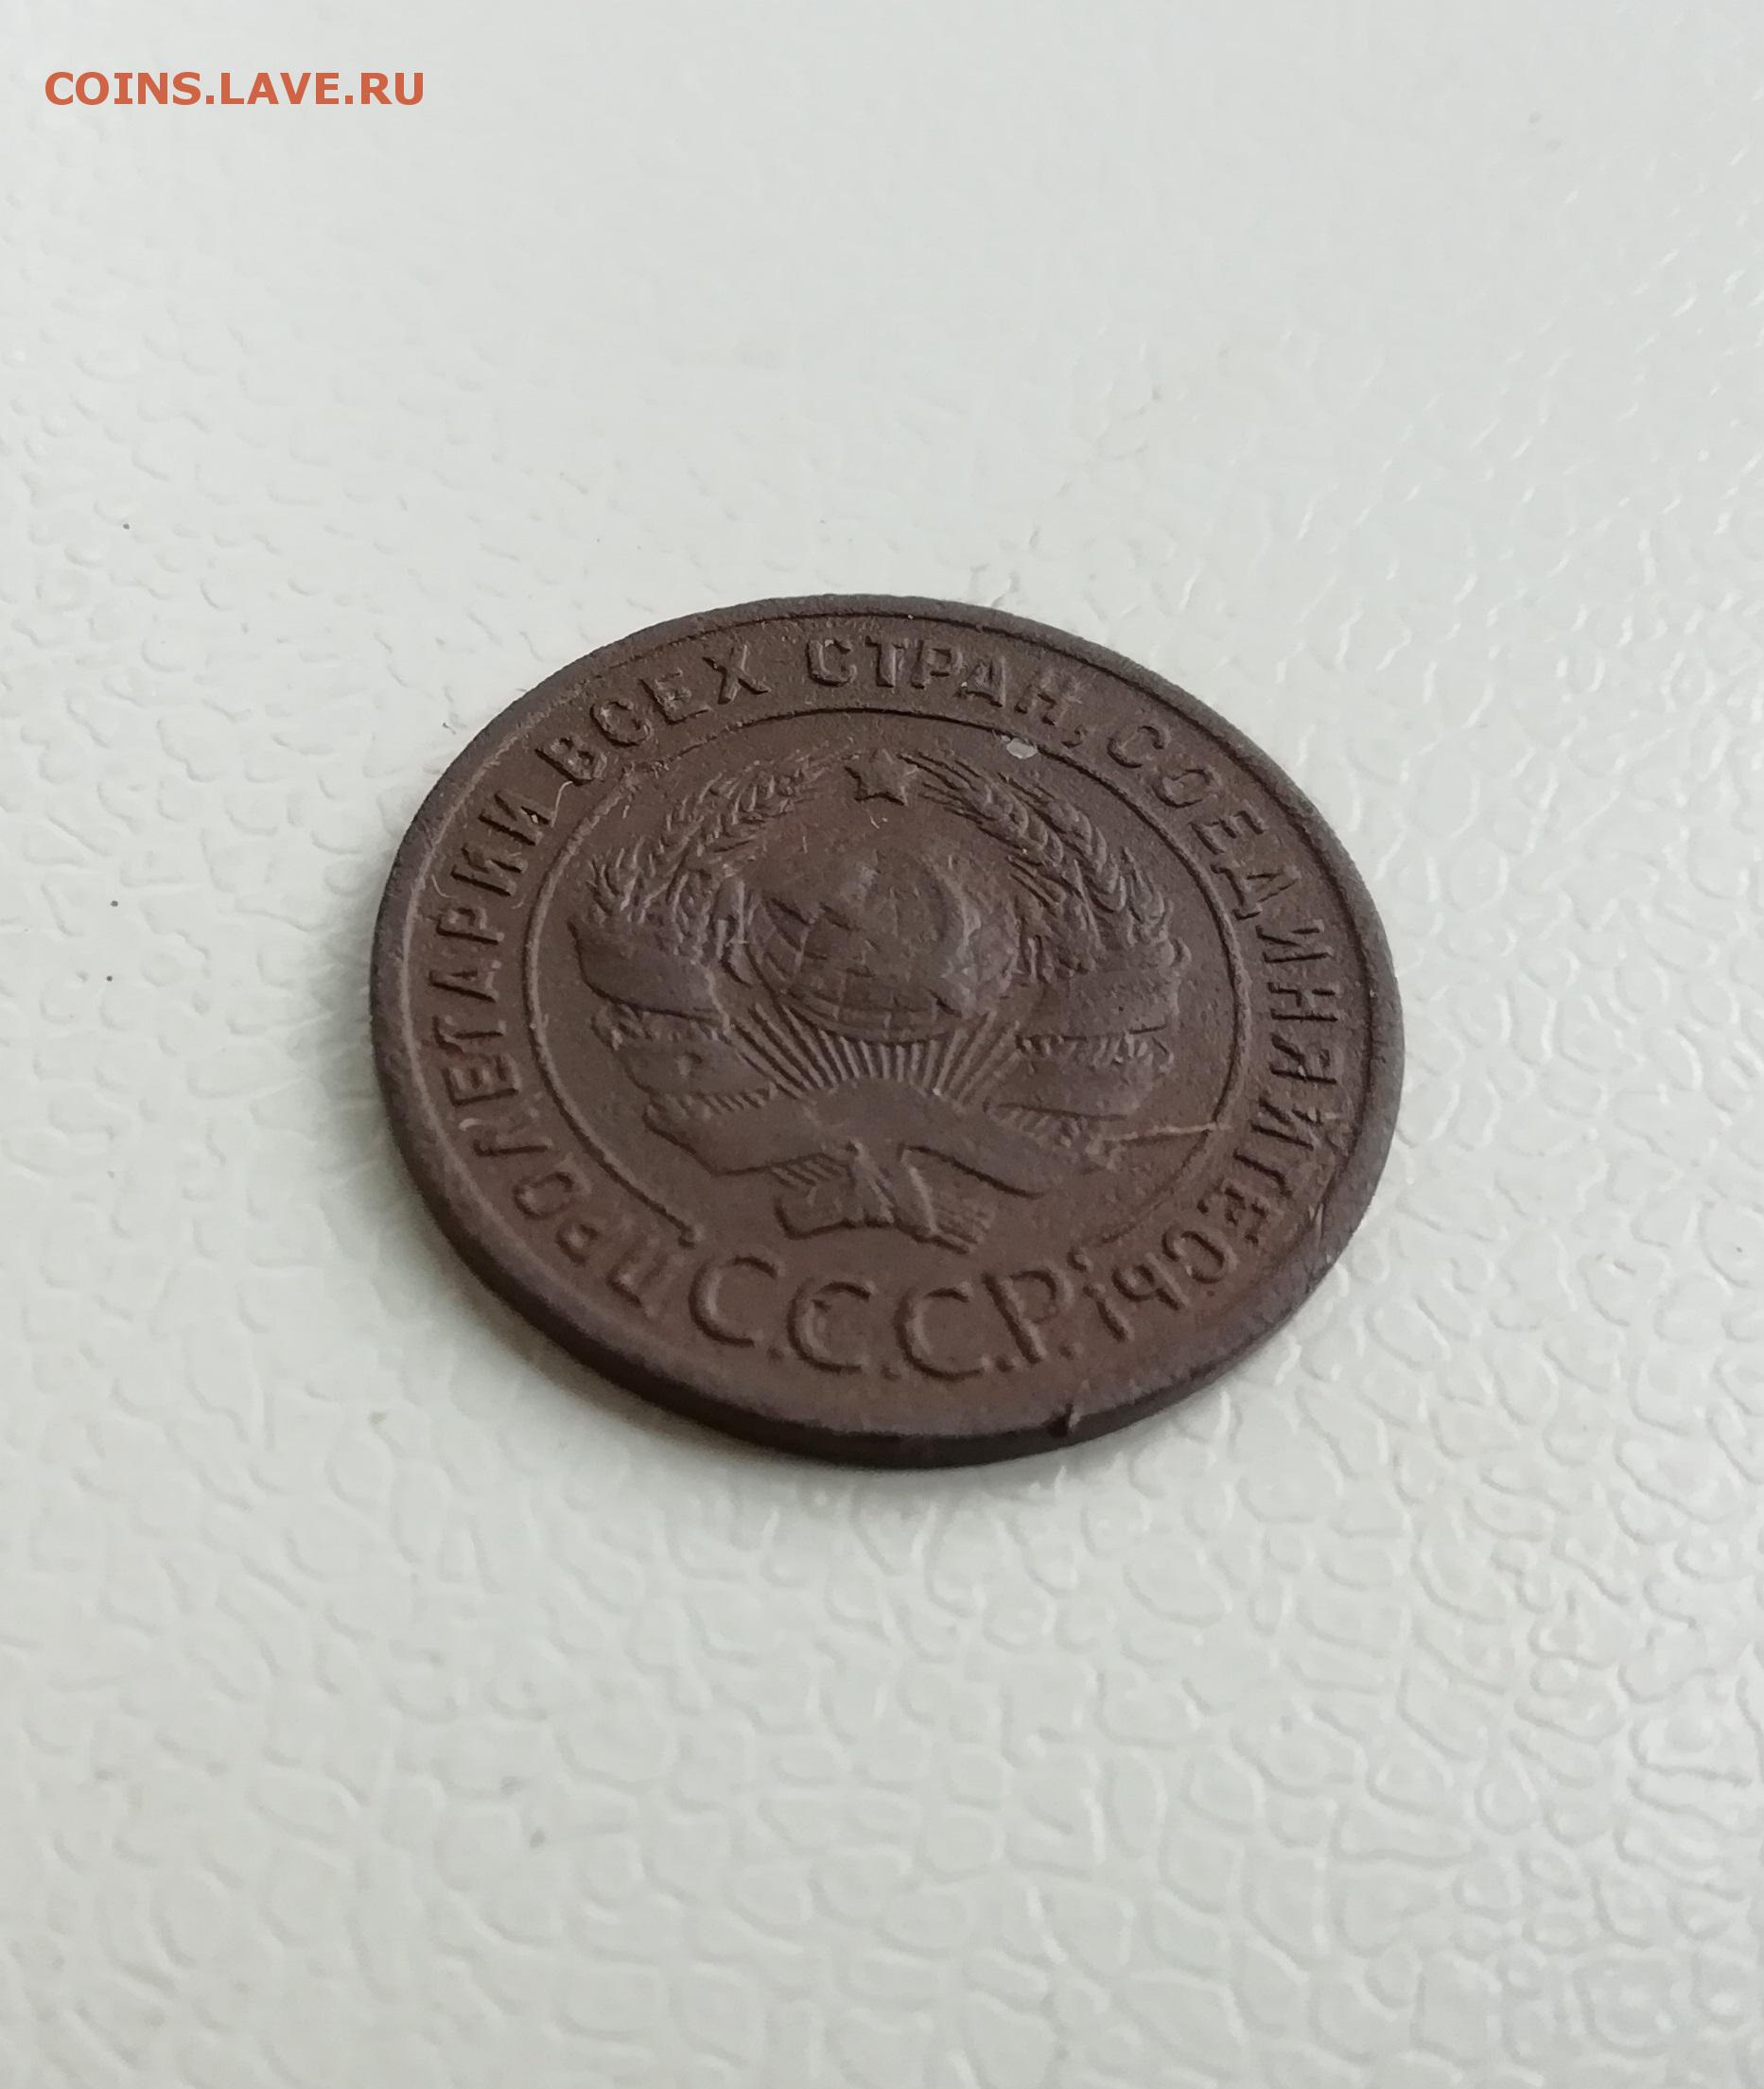 COINS.LAVE.RU
ПРОЛЕТАРИИ ВСЕХ СТРАН, СОЕДИНЯЙТЕСЬ!
С.С.С.Р.